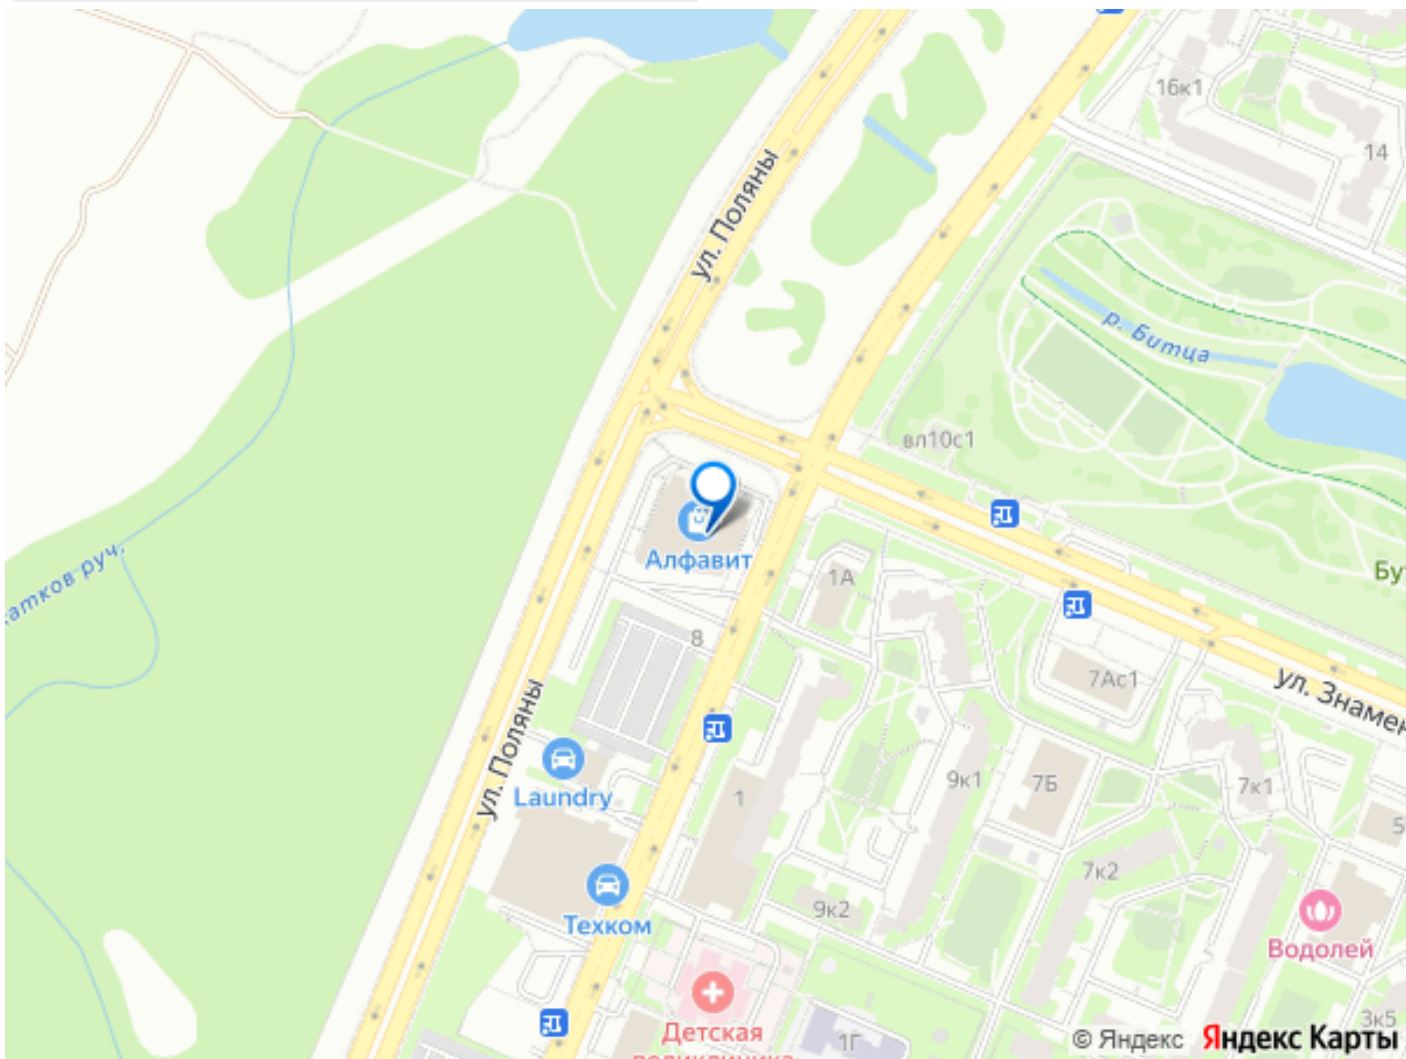 16к1
14
ул. Поляны
р. Битца
вл10с1
Алфавит
1А
Бу
атков руч.
8
7Ас1
ул. Знамен
ул. Поляны
Laundry
1
9к1
7Б
7к1
5
7к2
9к2
Техком
Водолей
Детская
поликлиника
1Г
3к5
© Яндекс Яндекс Карты